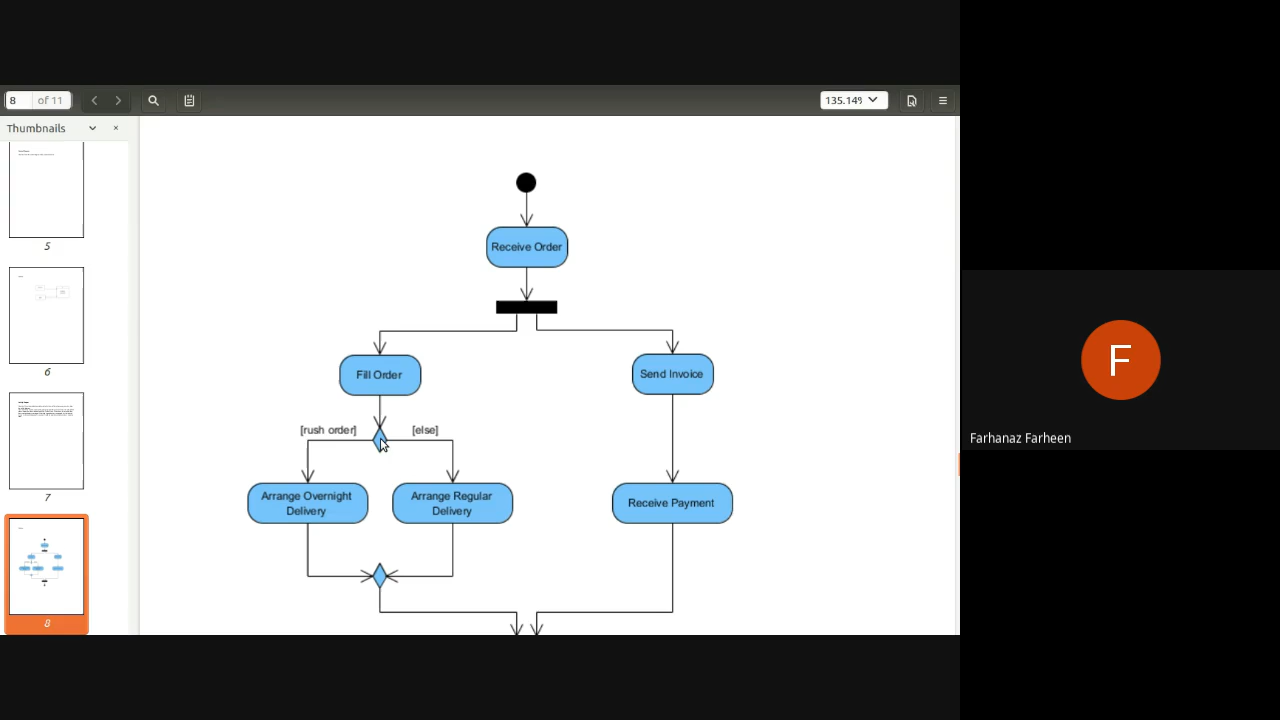 8 of 11
135.149
Thumbnails
5
6
7
8
Receive Order
Fill Order
Send Invoice
[rush order]
[else]
Arrange Overnight
Delivery
Arrange Regular
Delivery
Receive Payment
F
Farhanaz Farheen